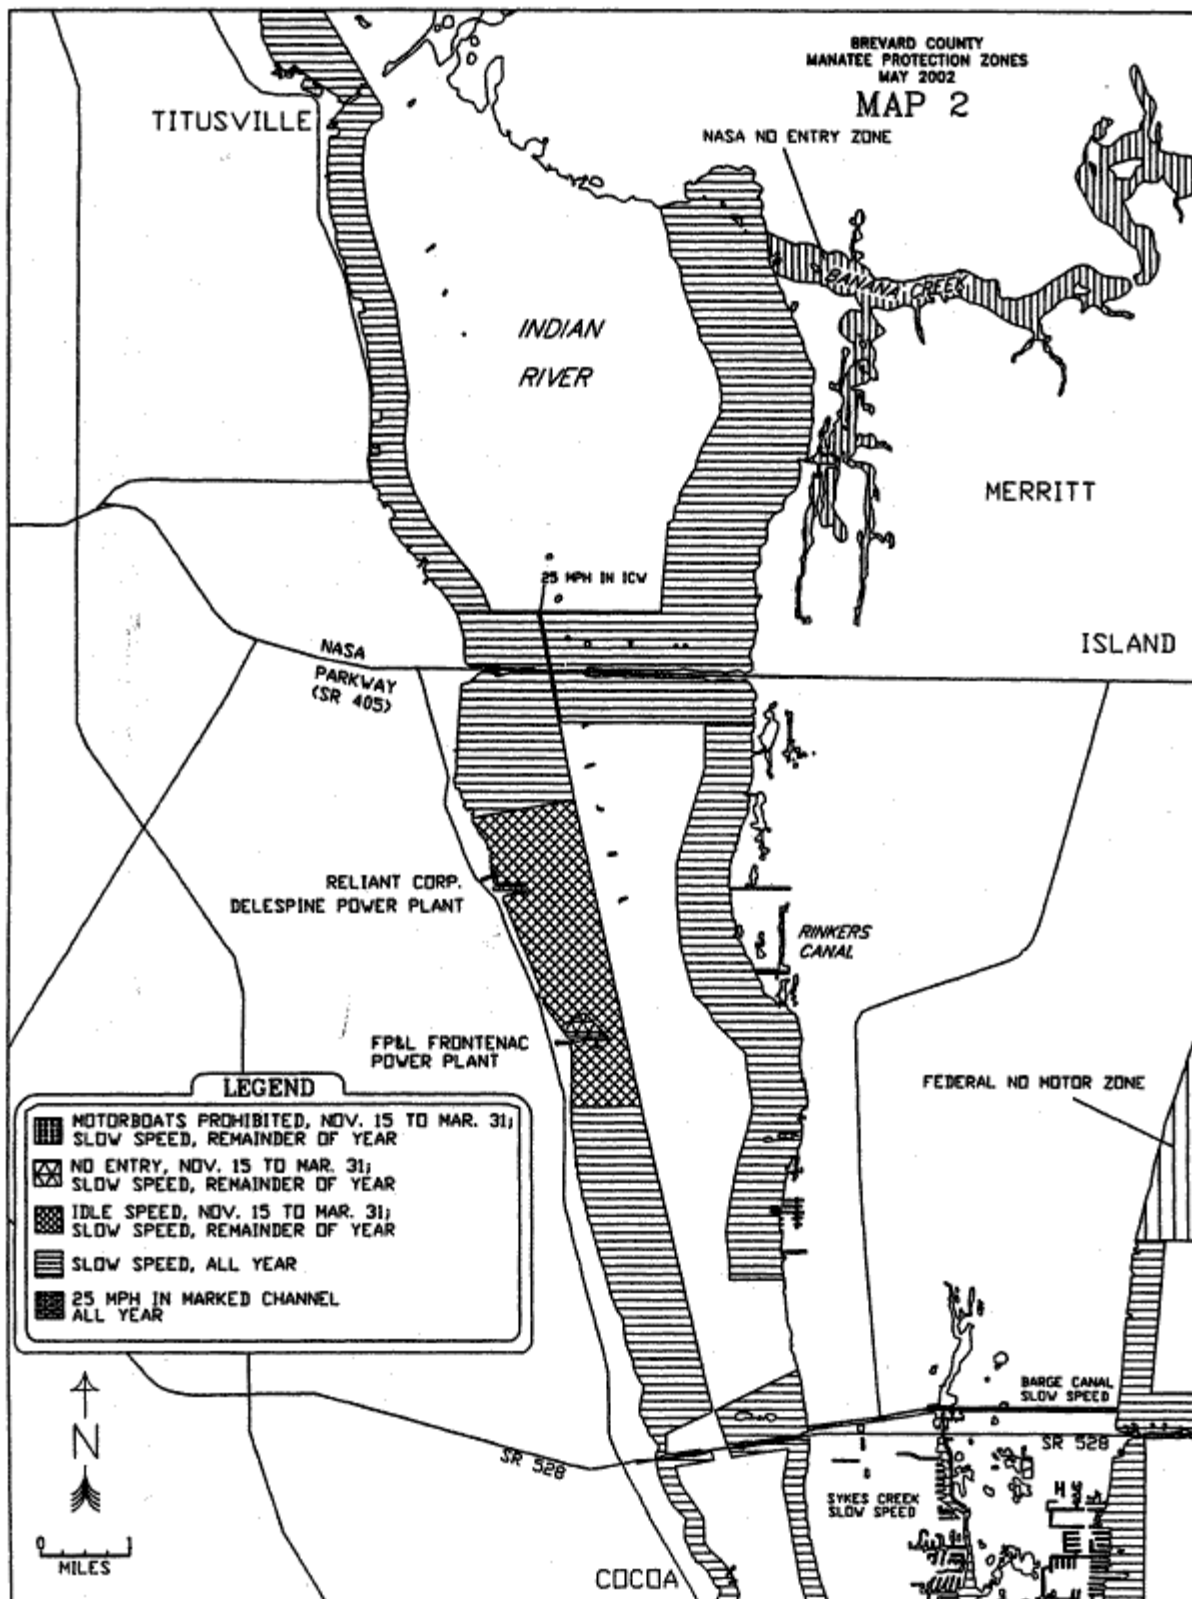 BREVARD COUNTY
MANATEE PROTECTION ZONES
MAY 2002
MAP 2
TITUSVILLE
NASA NO ENTRY ZONE
BANANA CREEK
INDIAN
RIVER
MERRITT
25 MPH IN ICW
ISLAND
NASA
PARKWAY
(SR 405)
RELIANT CORP.
DELESPINE POWER PLANT
RINKERS
CANAL
FP&L FRONTENAC
POWER PLANT
FEDERAL NO MOTOR ZONE
LEGEND
MOTORBOATS PROHIBITED, NOV. 15 TO MAR. 31;
SLOW SPEED, REMAINDER OF YEAR
NO ENTRY, NOV. 15 TO MAR. 31;
SLOW SPEED, REMAINDER OF YEAR
IDLE SPEED, NOV. 15 TO MAR. 31;
SLOW SPEED, REMAINDER OF YEAR
SLOW SPEED, ALL YEAR
25 MPH IN MARKED CHANNEL
ALL YEAR
BARGE CANAL
SLOW SPEED
SR 528
SR 528
SYKES CREEK
SLOW SPEED
N
0 1
MILES
COCOA